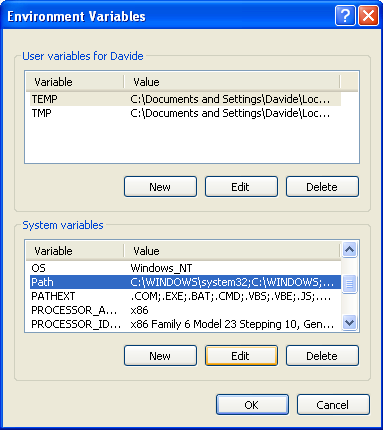 Environment Variables
User variables for Davide
Variable Value
TEMP C:\Documents and Settings\Davide\Loc...
TMP C:\Documents and Settings\Davide\Loc...
New Edit Delete
System variables
Variable Value
OS Windows_NT
Path C:\WINDOWS\system32;C:\WINDOWS;...
PATHEXT .COM;.EXE;.BAT;.CMD;.VBS;.VBE;.JS;....
PROCESSOR_A... x86
PROCESSOR_ID... x86 Family 6 Model 23 Stepping 10, Gen...
New Edit Delete
OK Cancel